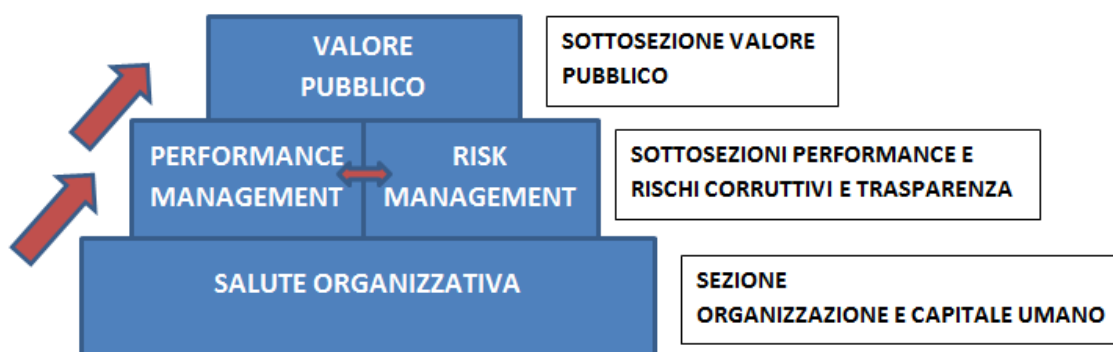 VALORE
PUBBLICO
SOTTOSEZIONE VALORE
PUBBLICO
PERFORMANCE
MANAGEMENT
RISK
MANAGEMENT
SOTTOSEZIONI PERFORMANCE E
RISCHI CORRUTTIVI E TRASPARENZA
SALUTE ORGANIZZATIVA
SEZIONE
ORGANIZZAZIONE E CAPITALE UMANO